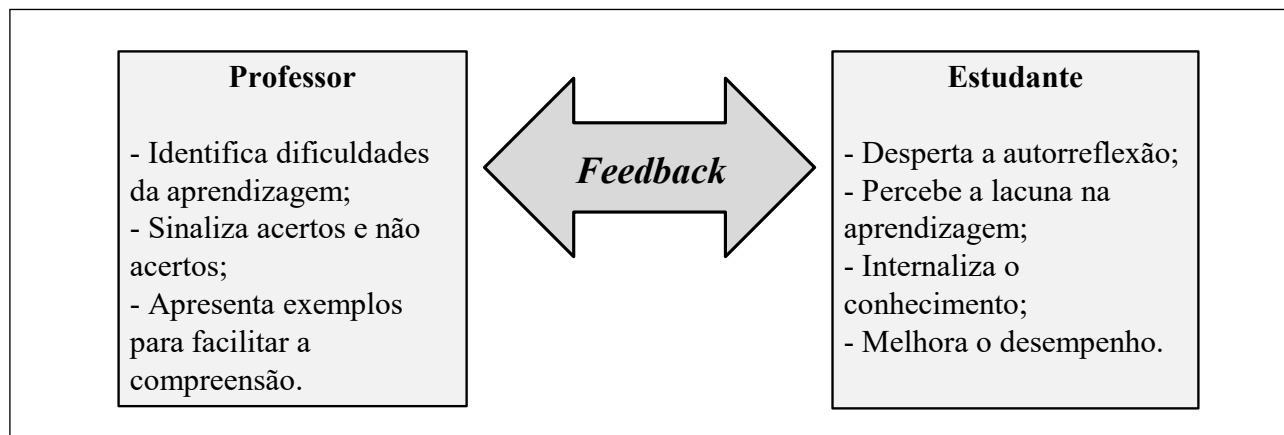 Professor
- Identifica dificuldades
da aprendizagem;
- Sinaliza acertos e não
acertos;
- Apresenta exemplos
para facilitar a
compreensão.
Feedback
Estudante
- Desperta a autorreflexão;
- Percebe a lacuna na
aprendizagem;
- Internaliza o
conhecimento;
- Melhora o desempenho.